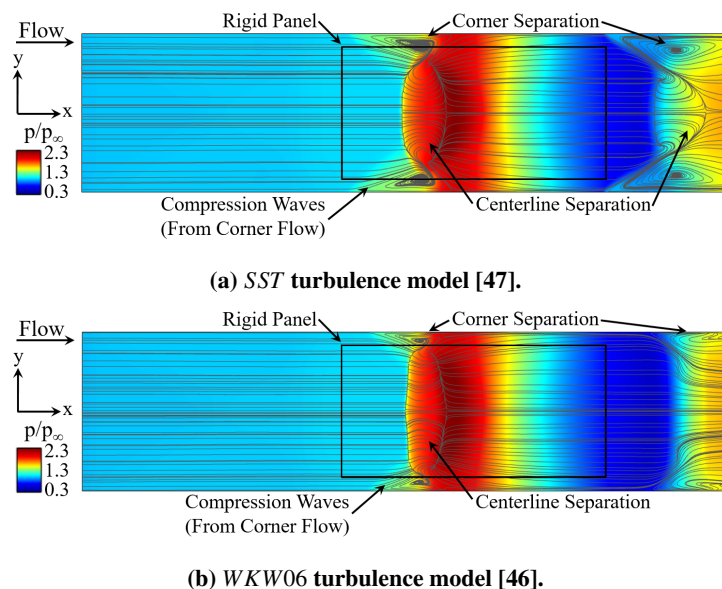 Rigid Panel
Corner Separation
Flow
y
x
p/p∞
2.3
1.3
0.3
Compression Waves
(From Corner Flow)
Centerline Separation
(a) SST turbulence model [47].
Rigid Panel
Corner Separation
Flow
y
x
p/p∞
2.3
1.3
0.3
Compression Waves
(From Corner Flow)
Centerline Separation
(b) WKW06 turbulence model [46].